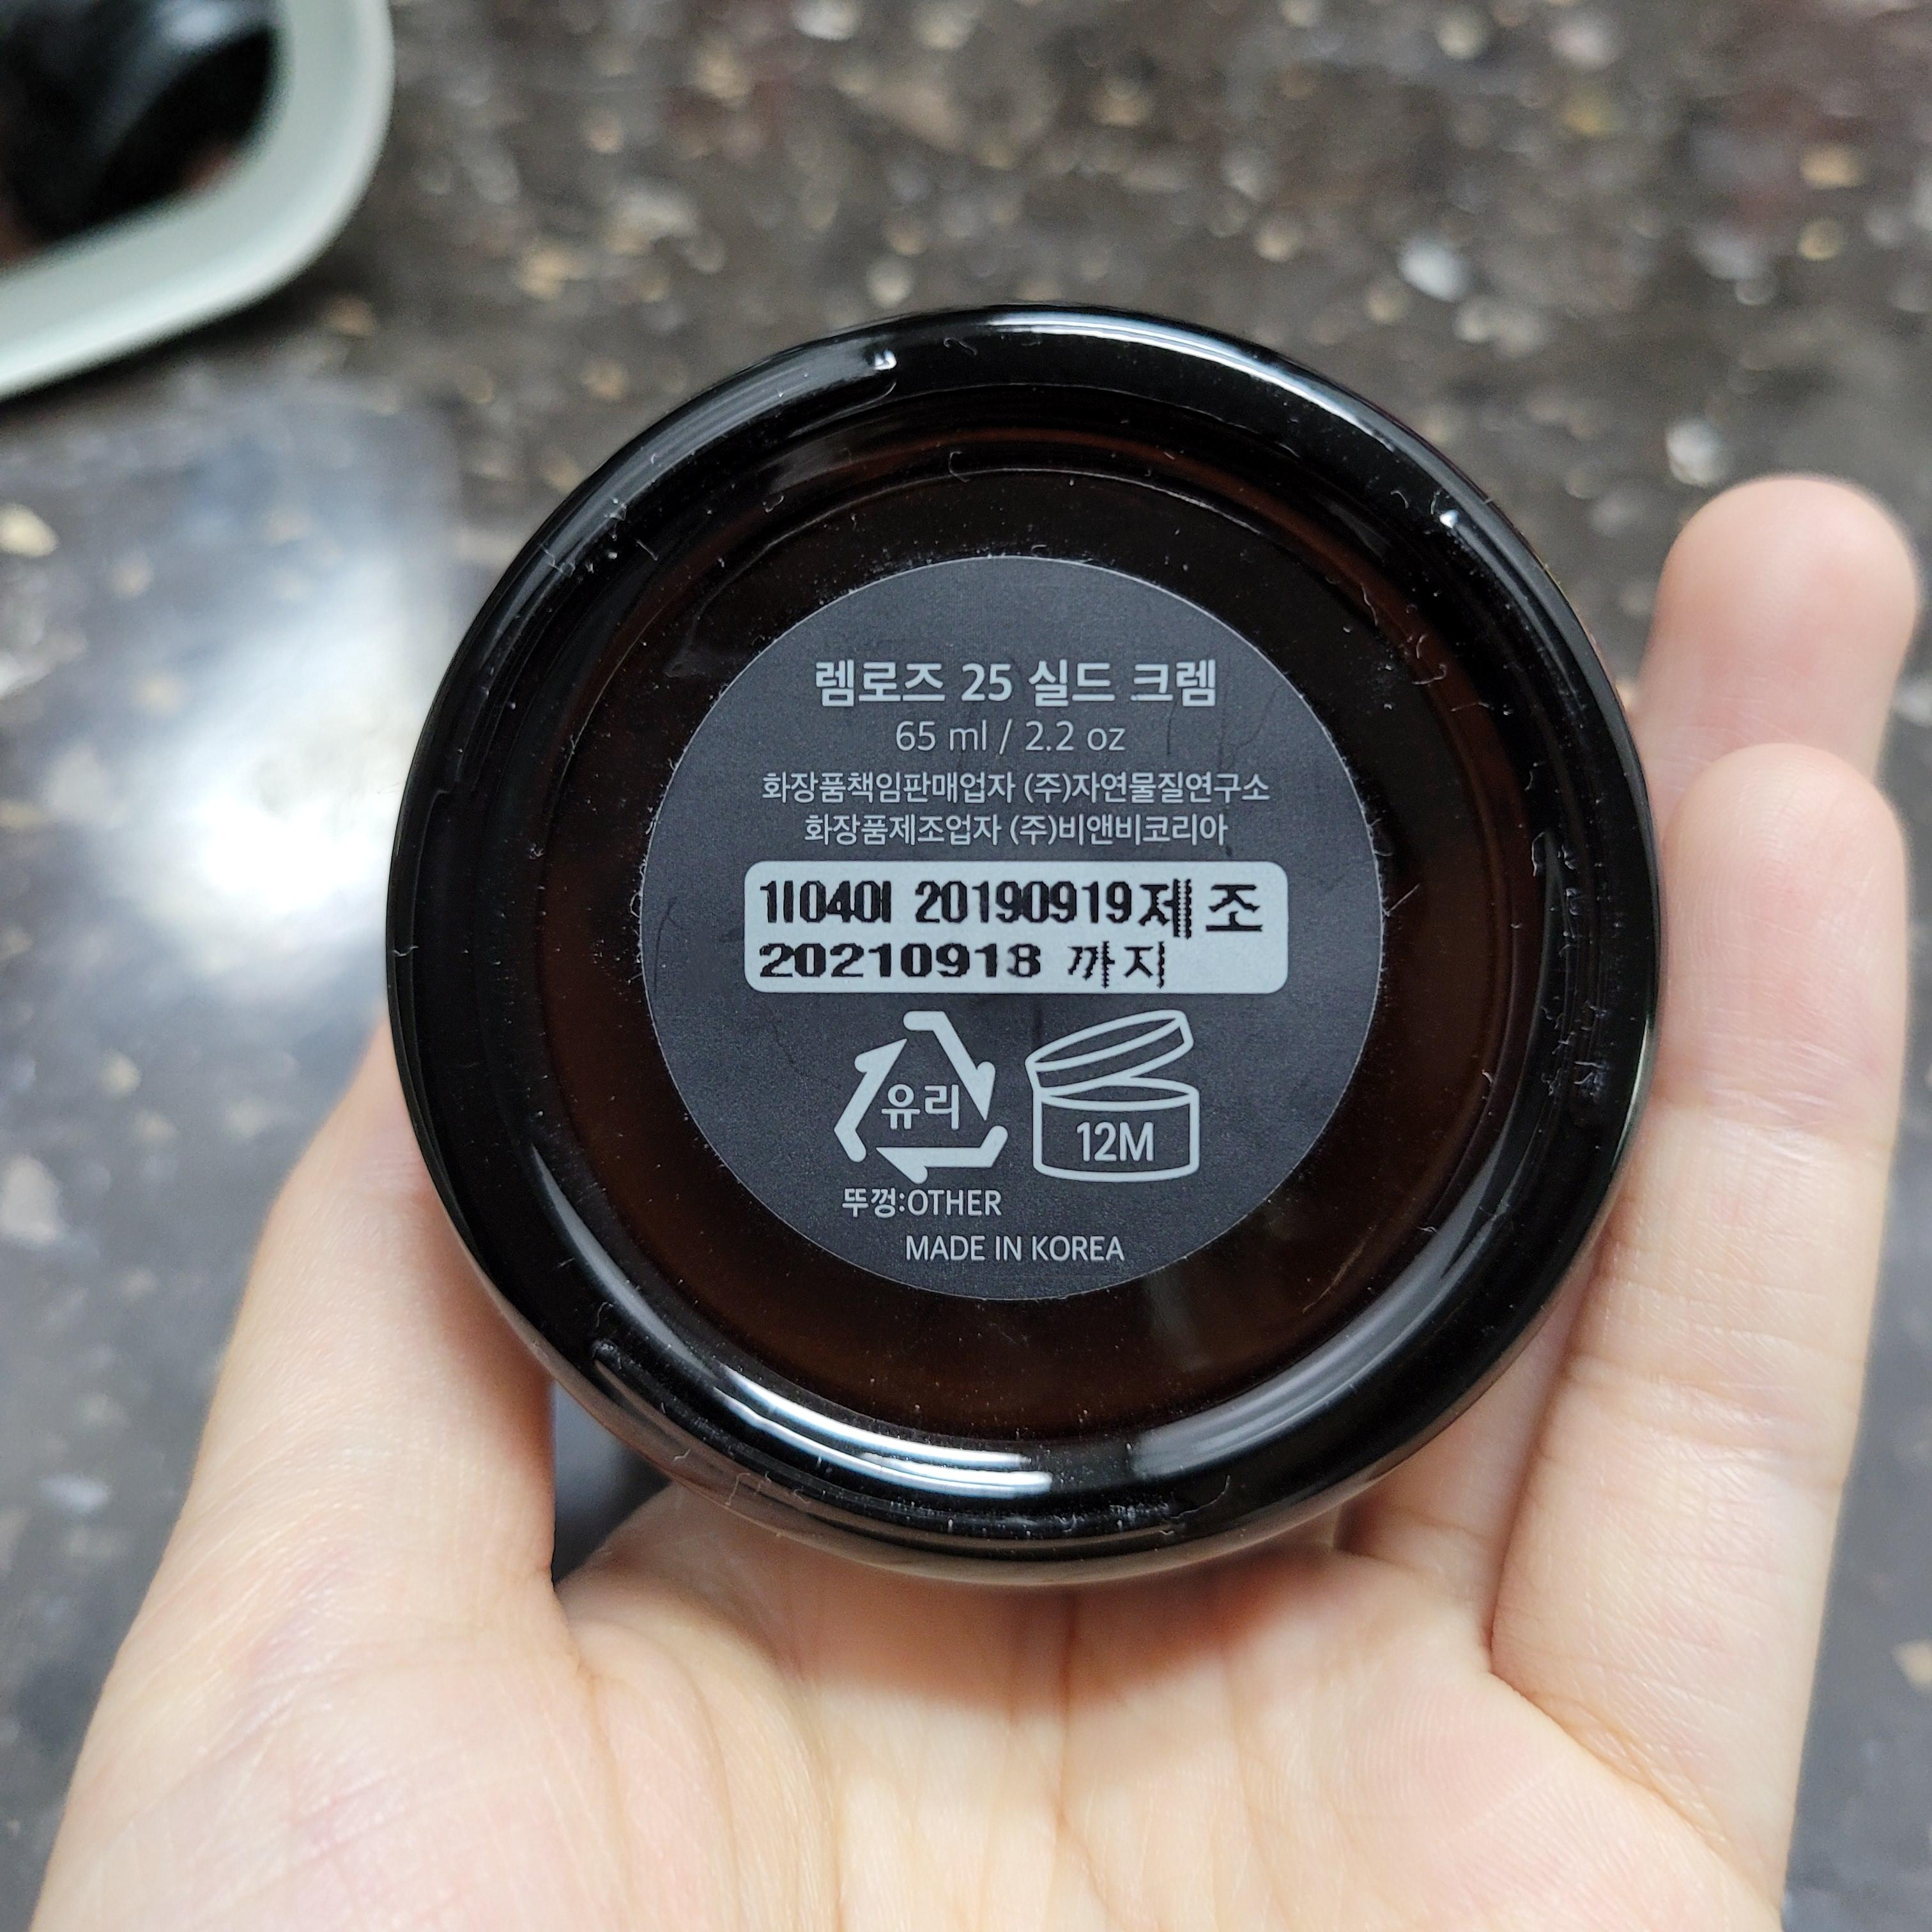 렘로즈 25 실드 크렘
65 ml / 2.2 oz
화장품책임판매업자 (주)자연물질연구소
화장품제조업자 (주)비앤비코리아
20190919제조
20210918 까지
유리
12M
뚜껑:OTHER
MADE IN KOREA